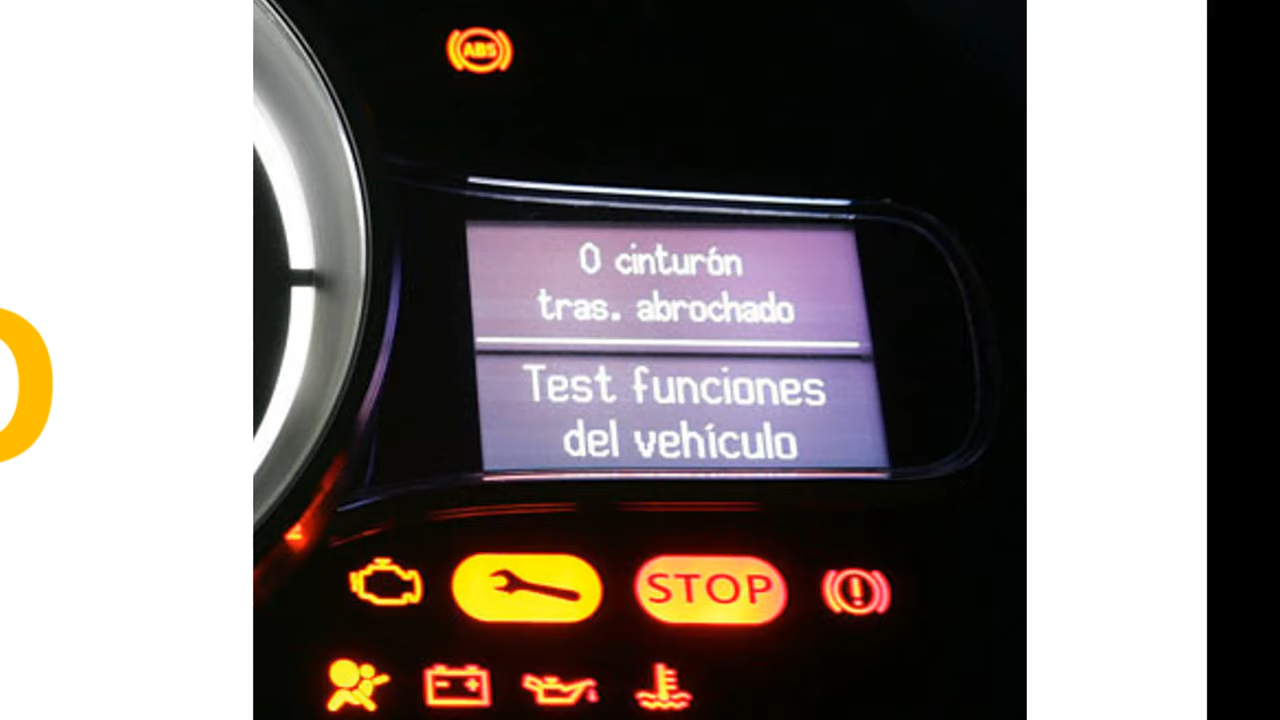 ABS
0 cinturón
tras. abrochado
Test funciones
del vehículo
STOP